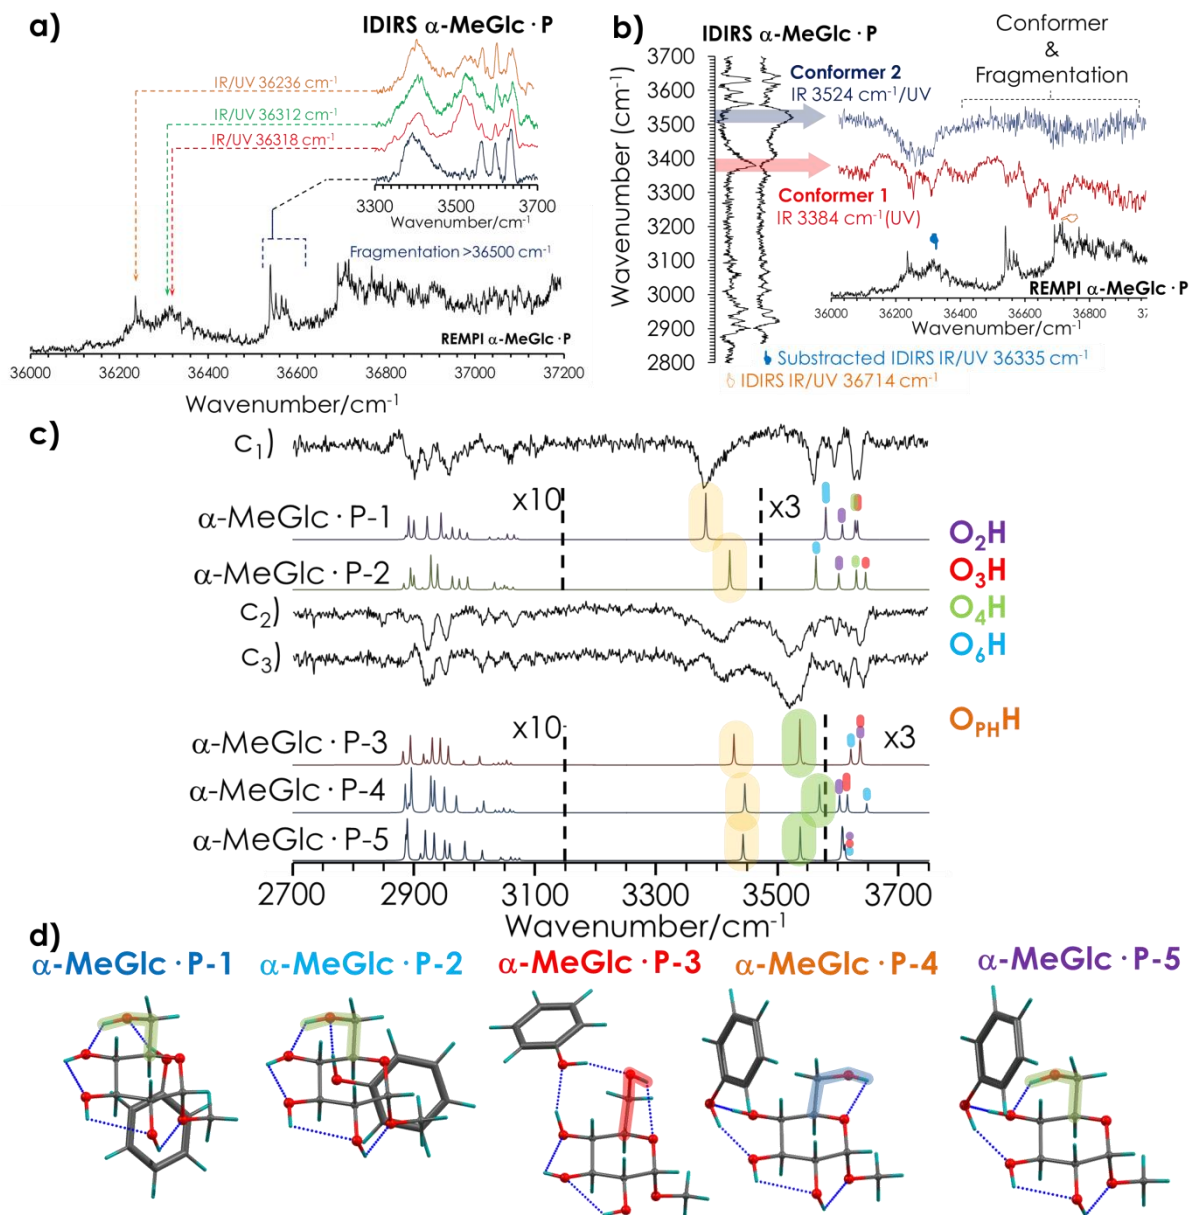 a)
IDIRS α-MeGlc · P
IR/UV 36236 cm-1
IR/UV 36312 cm-1
IR/UV 36318 cm-1
3300 3500 3700
Wavenumber/cm-1
Fragmentation >36500 cm-1
REMPI α-MeGlc · P
36000 36200 36400 36600 36800 37000 37200
Wavenumber/cm-1
b)
IDIRS α-MeGlc · P
Conformer
&
Fragmentation
3700
3600
3500
3400
3300
3200
3100
3000
2900
2800
Wavenumber (cm-1)
Conformer 2
IR 3524 cm-1/UV
Conformer 1
IR 3384 cm-1(UV)
REMPI α-MeGlc · P
36000 36200 36400 36600 36800 37
Wavenumber/cm-1
Substracted IDIRS IR/UV 36335 cm-1
IDIRS IR/UV 36714 cm-1
c)
c1)
x10 x3
α-MeGlc · P-1
α-MeGlc · P-2
c2)
c3)
O2H
O3H
O4H
O6H
OPHH
x10 x3
α-MeGlc · P-3
α-MeGlc · P-4
α-MeGlc · P-5
2700 2900 3100 3300 3500 3700
Wavenumber/cm-1
d)
α-MeGlc · P-1 α-MeGlc · P-2 α-MeGlc · P-3 α-MeGlc · P-4 α-MeGlc · P-5